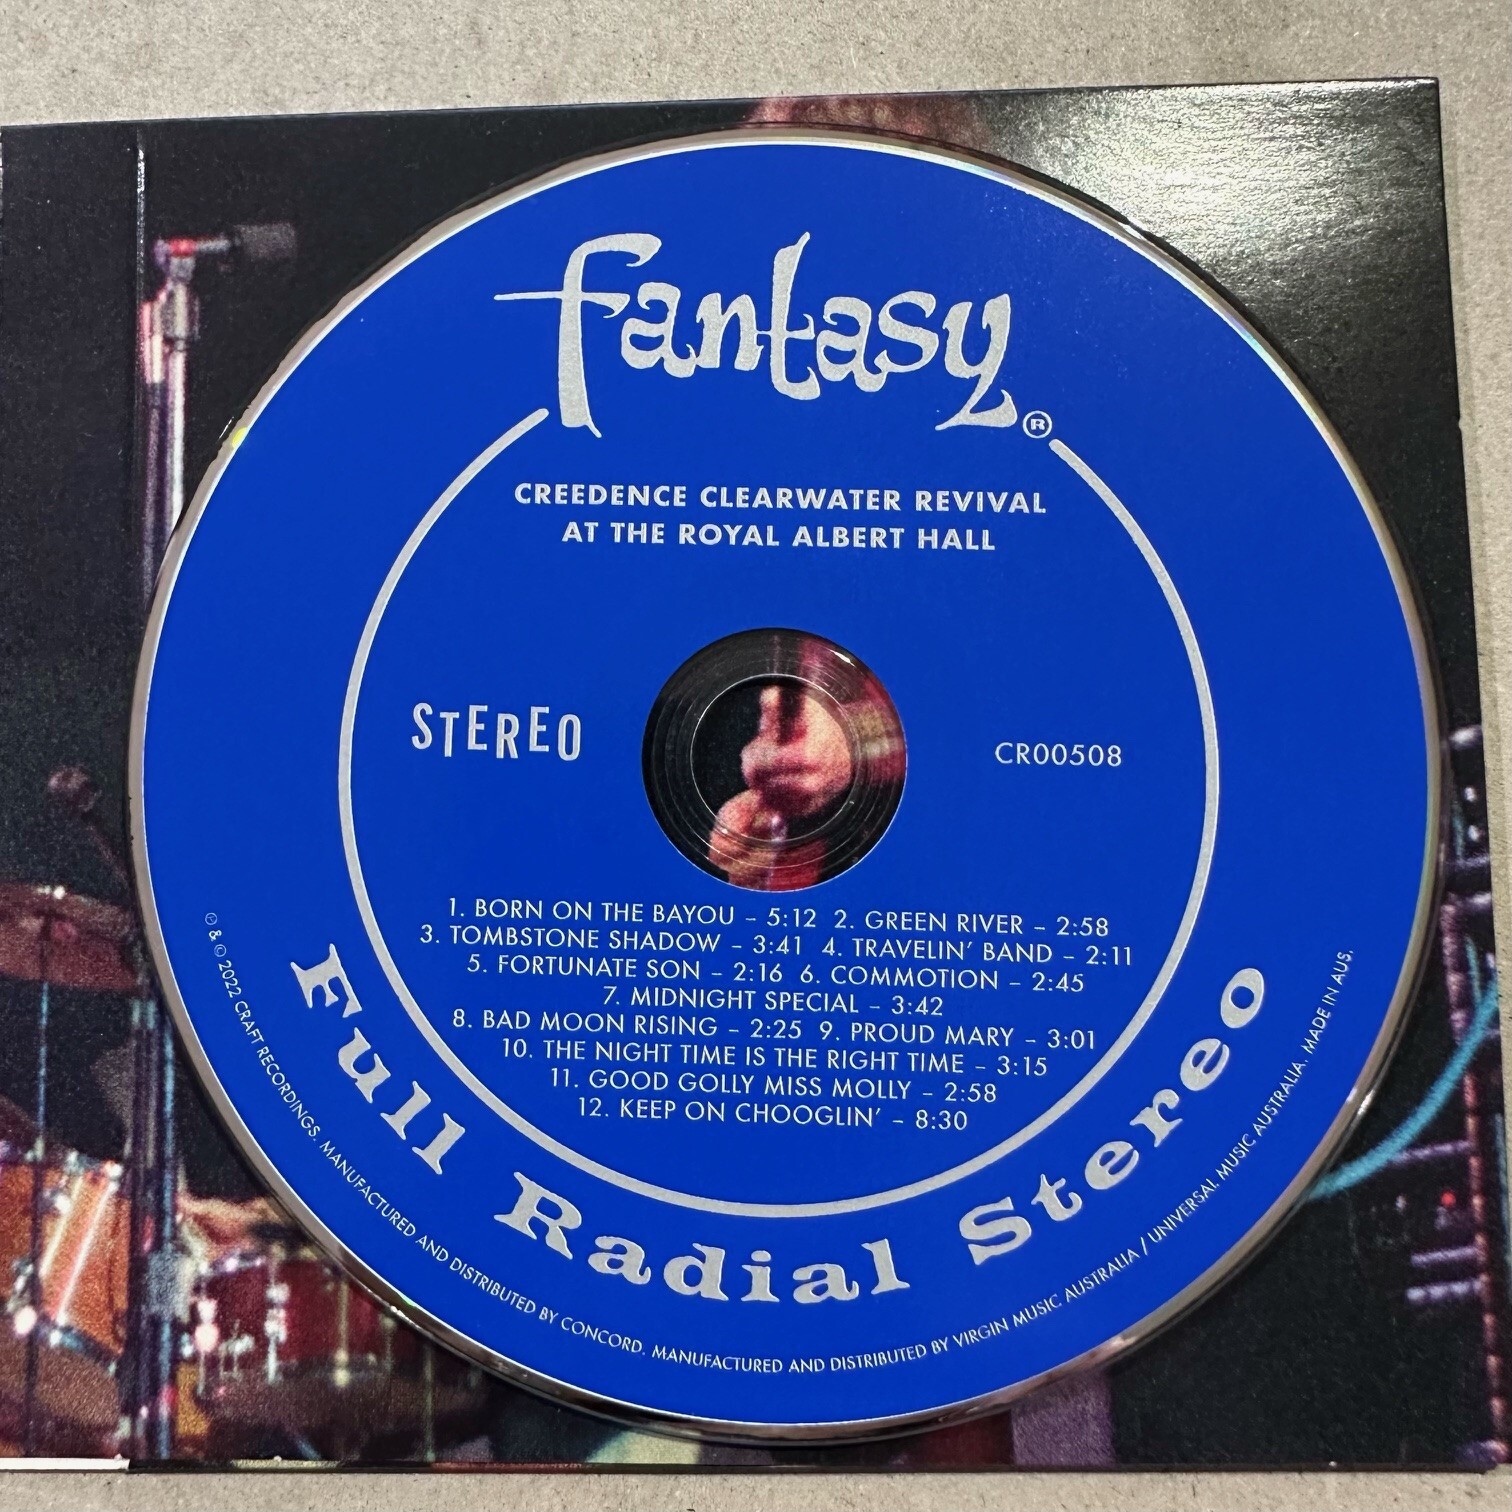 fantasy®
CREEDENCE CLEARWATER REVIVAL
AT THE ROYAL ALBERT HALL
STEREO
CR00508
1. BORN ON THE BAYOU – 5:12 2. GREEN RIVER – 2:58
3. TOMBSTONE SHADOW – 3:41 4. TRAVELIN' BAND – 2:11
5. FORTUNATE SON – 2:16 6. COMMOTION – 2:45
7. MIDNIGHT SPECIAL – 3:42
8. BAD MOON RISING – 2:25 9. PROUD MARY – 3:01
10. THE NIGHT TIME IS THE RIGHT TIME – 3:15
11. GOOD GOLLY MISS MOLLY – 2:58
12. KEEP ON CHOOGLIN' – 8:30
Full Radial Stereo
℗ & © 2022 CRAFT RECORDINGS. MANUFACTURED AND DISTRIBUTED BY CONCORD. MANUFACTURED AND DISTRIBUTED BY VIRGIN MUSIC AUSTRALIA / UNIVERSAL MUSIC AUSTRALIA. MADE IN AUS.